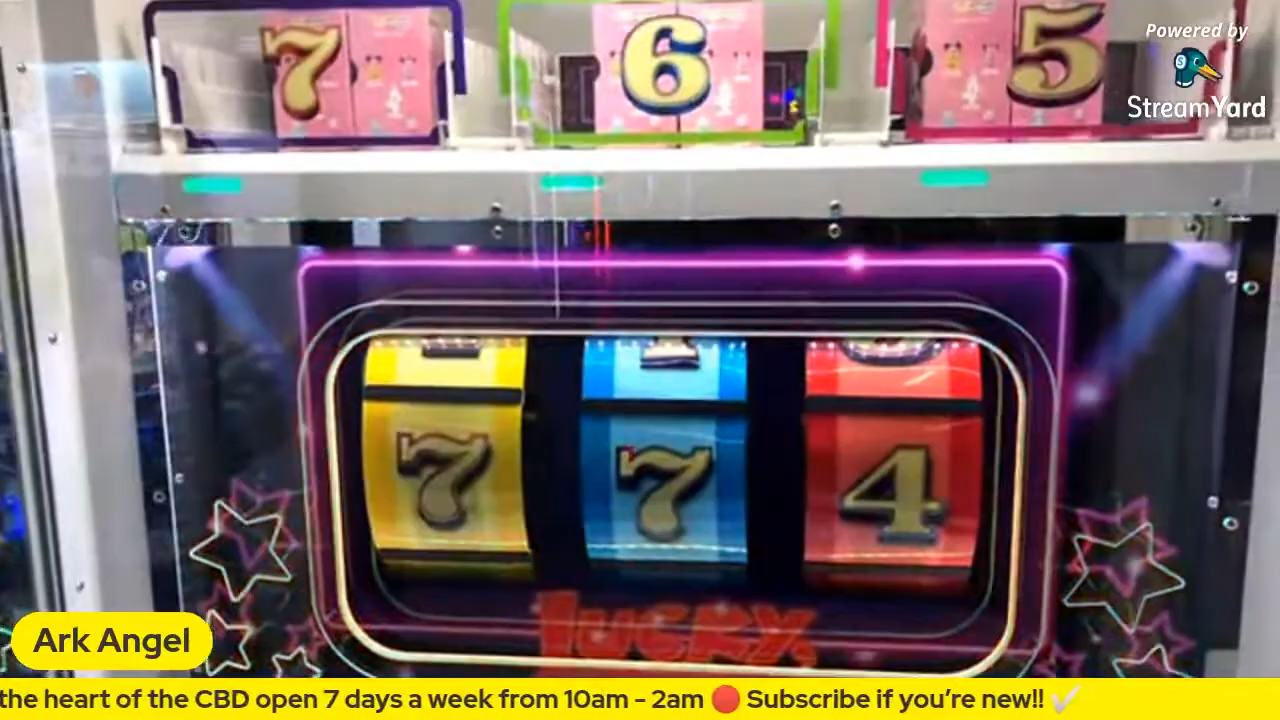 7 6 5
Powered by
StreamYard
7 7 4
lucky
Ark Angel
the heart of the CBD open 7 days a week from 10am - 2am 🔴 Subscribe if you’re new!! ✔️